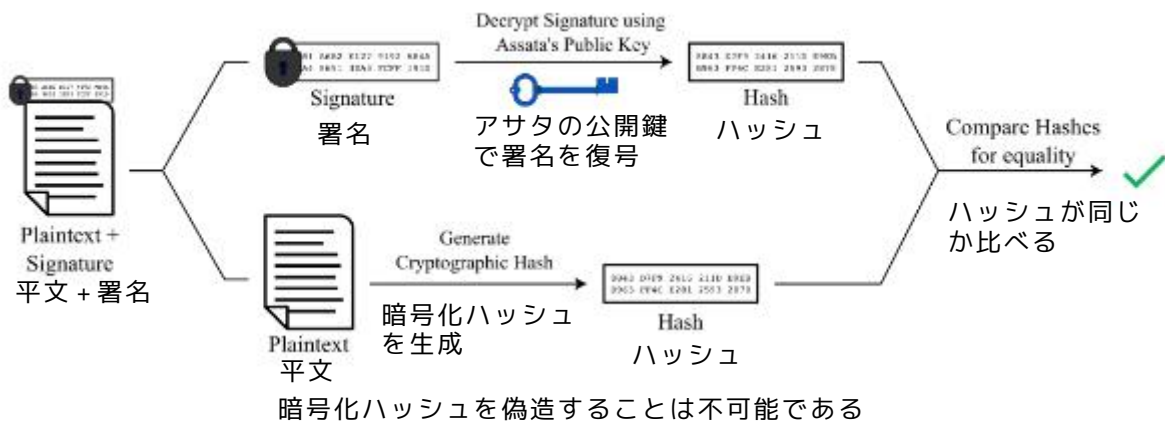 Decrypt Signature using
Assata's Public Key
Signature
署名
アサタの公開鍵
で署名を復号
Hash
ハッシュ
Compare Hashes
for equality
ハッシュが同じ
か比べる
Plaintext +
Signature
平文+署名
Generate
Cryptographic Hash
暗号化ハッシュ
を生成
Plaintext
平文
Hash
ハッシュ
暗号化ハッシュを偽造することは不可能である